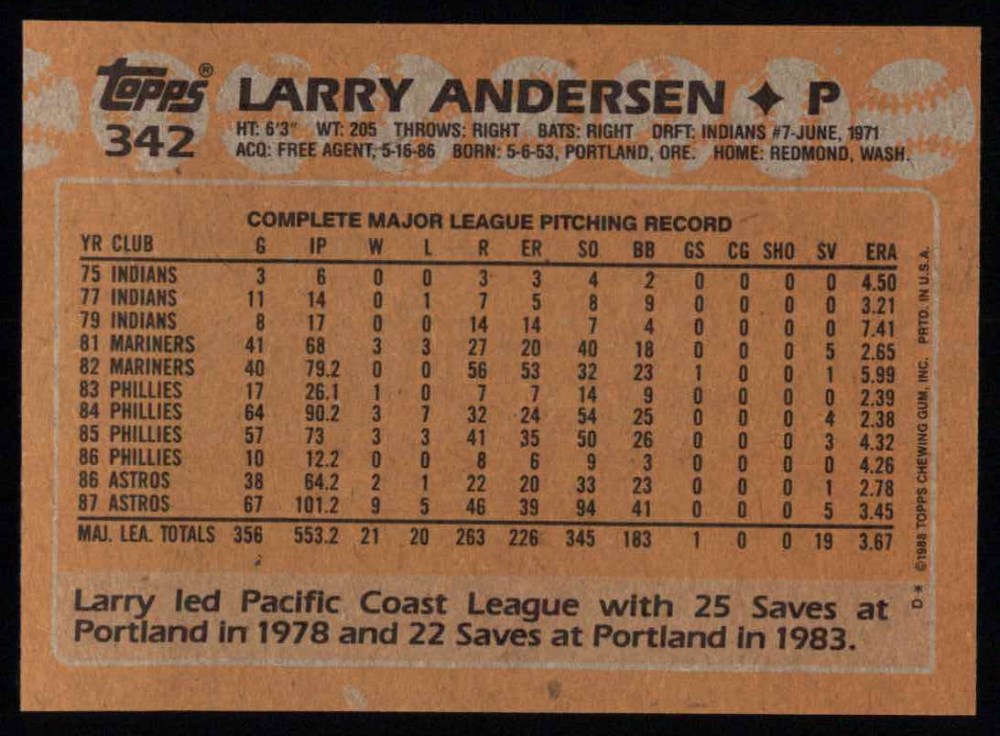 topps® LARRY ANDERSEN ✦ P
342
HT: 6'3" WT: 205 THROWS: RIGHT BATS: RIGHT DRFT: INDIANS #7-JUNE, 1971
ACQ: FREE AGENT, 5-16-86 BORN: 5-6-53, PORTLAND, ORE. HOME: REDMOND, WASH.
COMPLETE MAJOR LEAGUE PITCHING RECORD
YR CLUB G IP W L R ER SO BB GS CG SHO SV ERA
75 INDIANS 3 6 0 0 3 3 4 2 0 0 0 0 4.50
77 INDIANS 11 14 0 1 7 5 8 9 0 0 0 0 3.21
79 INDIANS 8 17 0 0 14 14 7 4 0 0 0 0 7.41
81 MARINERS 41 68 3 3 27 20 40 18 0 0 0 5 2.65
82 MARINERS 40 79.2 0 0 56 53 32 23 1 0 0 1 5.99
83 PHILLIES 17 26.1 1 0 7 7 14 9 0 0 0 0 2.39
84 PHILLIES 64 90.2 3 7 32 24 54 25 0 0 0 4 2.38
85 PHILLIES 57 73 3 3 41 35 50 26 0 0 0 3 4.32
86 PHILLIES 10 12.2 0 0 8 6 9 3 0 0 0 0 4.26
86 ASTROS 38 64.2 2 1 22 20 33 23 0 0 0 1 2.78
87 ASTROS 67 101.2 9 5 46 39 94 41 0 0 0 5 3.45
MAJ. LEA. TOTALS 356 553.2 21 20 263 226 345 183 1 0 0 19 3.67
Larry led Pacific Coast League with 25 Saves at
Portland in 1978 and 22 Saves at Portland in 1983.
D* ©1988 TOPPS CHEWING GUM, INC. PRTD. IN U.S.A.